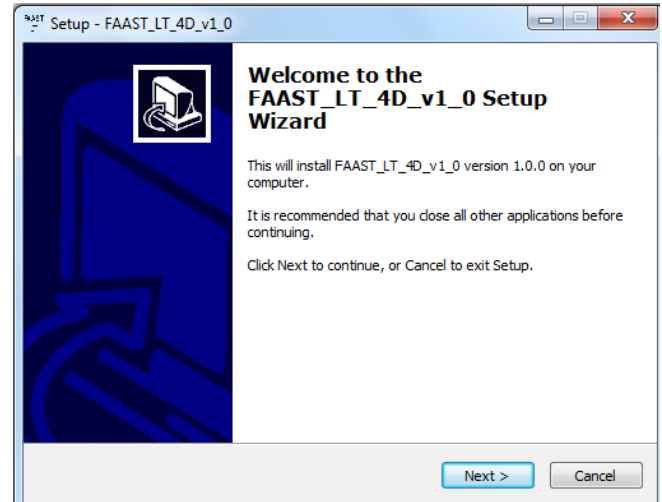 Setup - FAAST_LT_4D_v1_0
Welcome to the
FAAST_LT_4D_v1_0 Setup
Wizard
This will install FAAST_LT_4D_v1_0 version 1.0.0 on your
computer.
It is recommended that you close all other applications before
continuing.
Click Next to continue, or Cancel to exit Setup.
Next >
Cancel